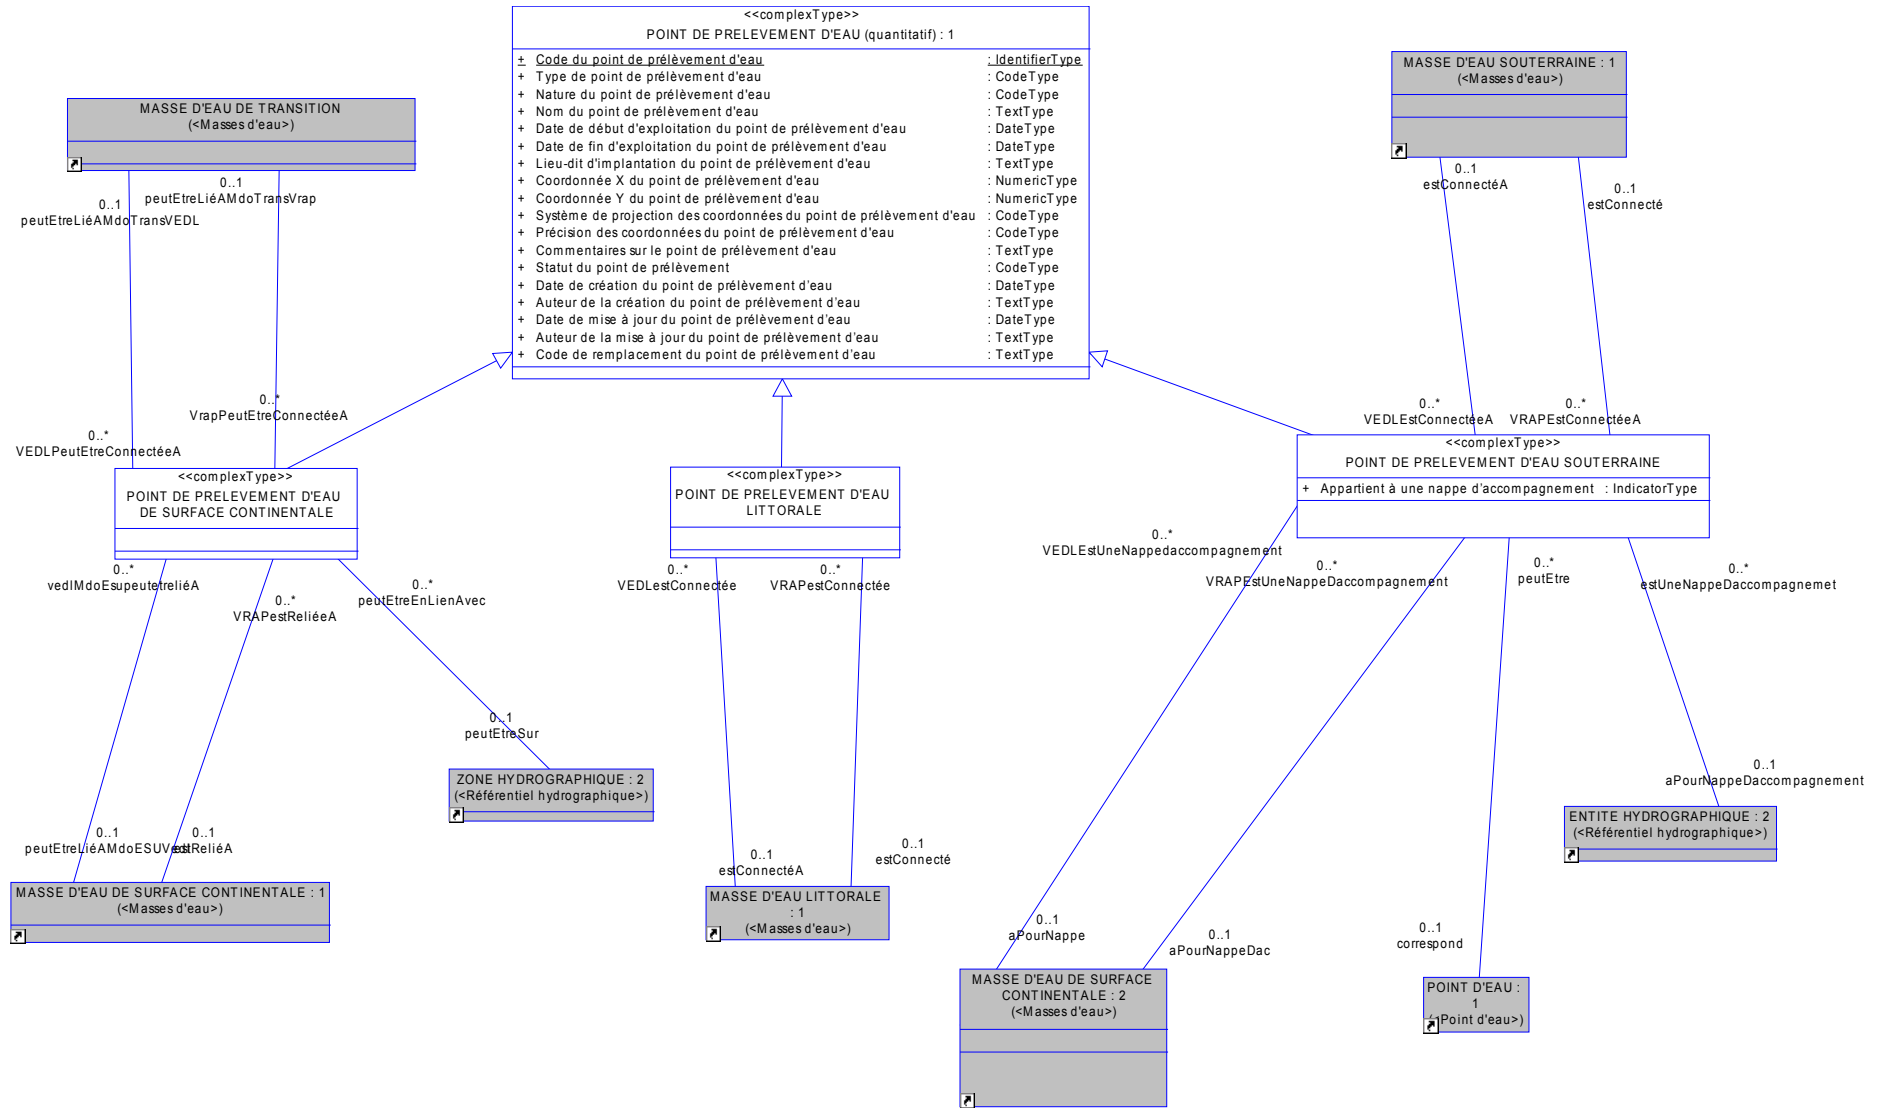 <<complexType>>
POINT DE PRELEVEMENT D'EAU (quantitatif) : 1
+ Code du point de prélèvement d'eau : IdentifierType
+ Type de point de prélèvement d'eau : CodeType
+ Nature du point de prélèvement d'eau : CodeType
+ Nom du point de prélèvement d'eau : TextType
+ Date de début d'exploitation du point de prélèvement d'eau : DateType
+ Date de fin d'exploitation du point de prélèvement d'eau : DateType
+ Lieu-dit d'implantation du point de prélèvement d'eau : TextType
+ Coordonnée X du point de prélèvement d'eau : NumericType
+ Coordonnée Y du point de prélèvement d'eau : NumericType
+ Système de projection des coordonnées du point de prélèvement d'eau : CodeType
+ Précision des coordonnées du point de prélèvement d'eau : CodeType
+ Commentaires sur le point de prélèvement d'eau : TextType
+ Statut du point de prélèvement : CodeType
+ Date de création du point de prélèvement d'eau : DateType
+ Auteur de la création du point de prélèvement d'eau : TextType
+ Date de mise à jour du point de prélèvement d'eau : DateType
+ Auteur de la mise à jour du point de prélèvement d'eau : TextType
+ Code de remplacement du point de prélèvement d'eau : TextType
MASSE D'EAU DE TRANSITION
(<Masses d'eau>)
MASSE D'EAU SOUTERRAINE : 1
(<Masses d'eau>)
0..1
peutEtreLiéAMdoTransVrap
0..1
peutEtreLiéAMdoTransVEDL
0..1
estConnectéA
0..1
estConnecté
0..*
VrapPeutEtreConnectéeA
0..*
VEDLPeutEtreConnectéeA
0..*
VEDLEstConnectéeA
0..*
VRAPEstConnectéeA
<<complexType>>
POINT DE PRELEVEMENT D'EAU
DE SURFACE CONTINENTALE
<<complexType>>
POINT DE PRELEVEMENT D'EAU
LITTORALE
<<complexType>>
POINT DE PRELEVEMENT D'EAU SOUTERRAINE
+ Appartient à une nappe d'accompagnement : IndicatorType
0..*
vedlMdoEsupeutetreliéA
0..*
VRAPestReliéeA
0..*
peutEtreEnLienAvec
0..*
VEDLestConnectée
0..*
VRAPestConnectée
0..*
VEDLEstUneNappedaccompagnement
0..*
VRAPEstUneNappeDaccompagnement
0..*
peutEtre
0..*
estUneNappeDaccompagnemet
0..1
peutEtreSur
ZONE HYDROGRAPHIQUE : 2
(<Référentiel hydrographique>)
0..1
aPourNappeDaccompagnement
ENTITE HYDROGRAPHIQUE : 2
(<Référentiel hydrographique>)
0..1
peutEtreLiéAMdoESUVedl
0..1
estReliéA
0..1
estConnectéA
0..1
estConnecté
MASSE D'EAU DE SURFACE CONTINENTALE : 1
(<Masses d'eau>)
MASSE D'EAU LITTORALE
: 1
(<Masses d'eau>)
0..1
aPourNappe
0..1
aPourNappeDac
0..1
correspond
MASSE D'EAU DE SURFACE
CONTINENTALE : 2
(<Masses d'eau>)
POINT D'EAU :
1
(<Point d'eau>)